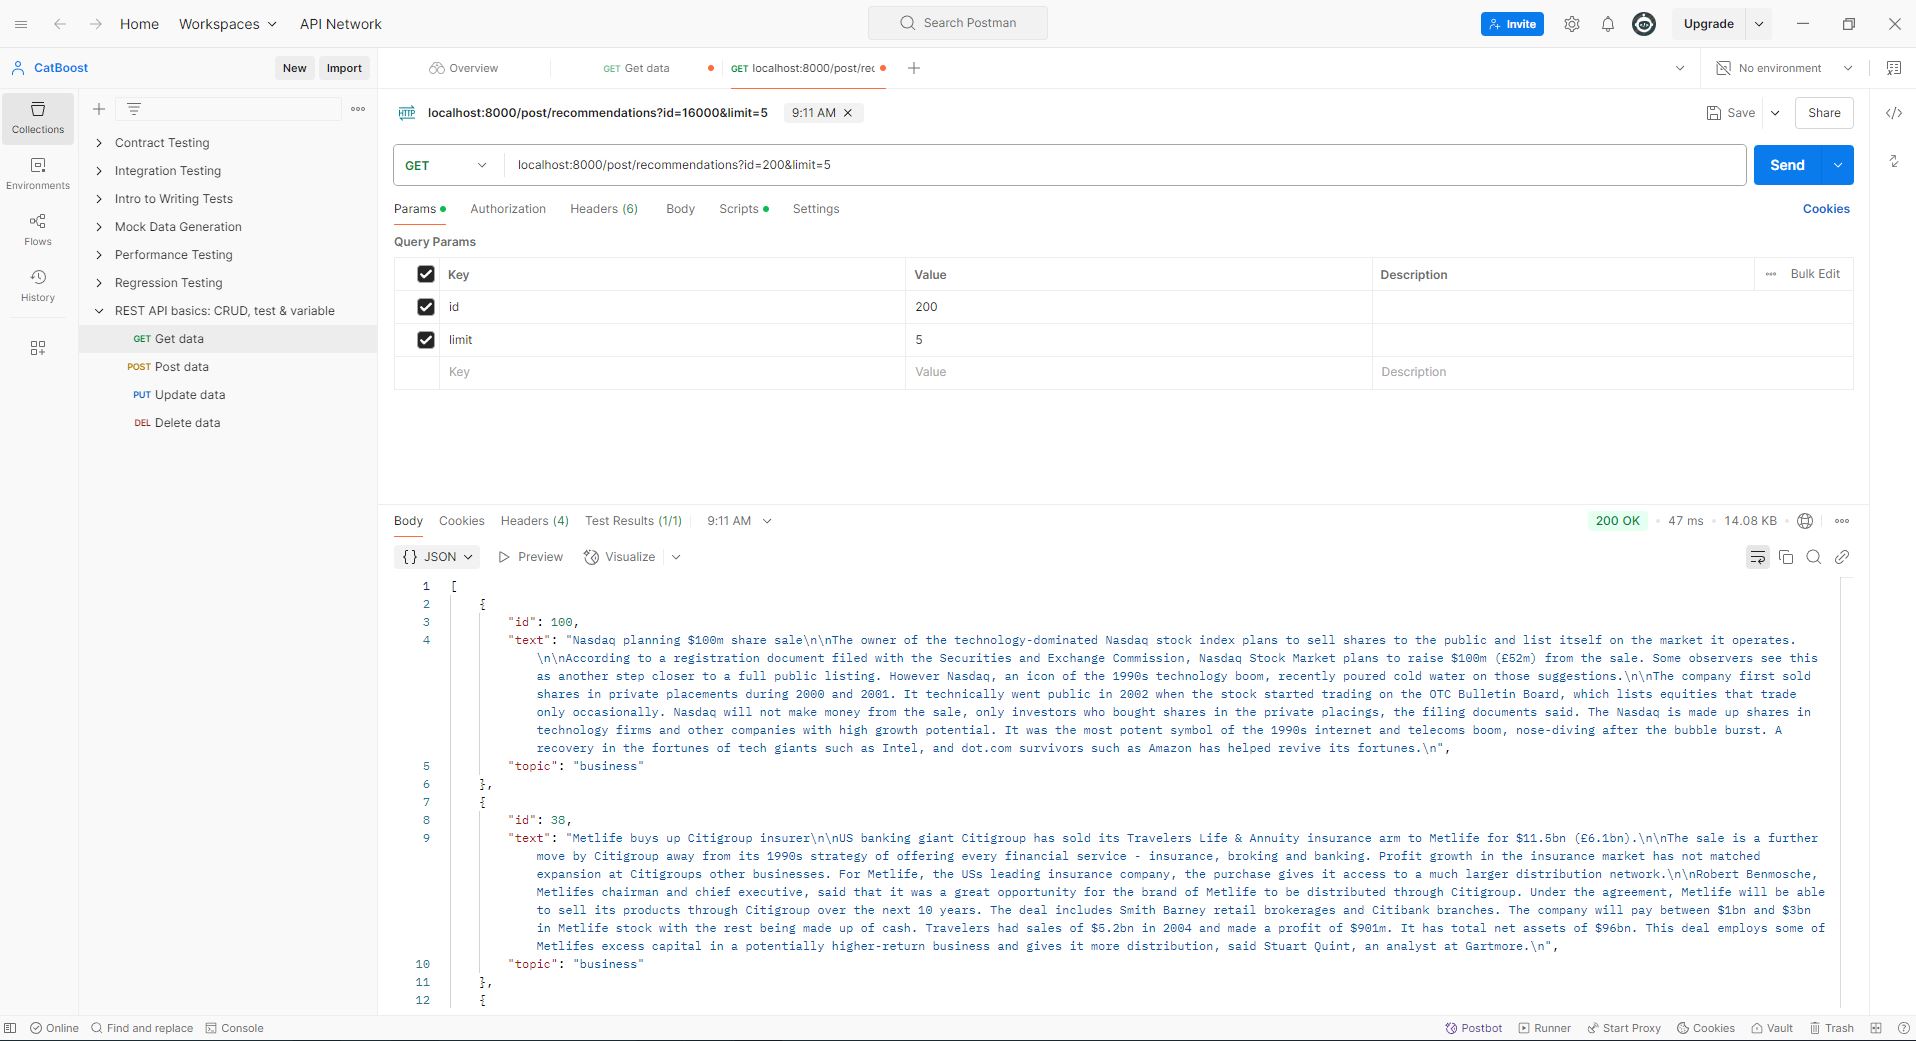 Home
Workspaces
API Network
Search Postman
Invite
Upgrade
CatBoost
New
Import
Overview
GET Get data
GET localhost:8000/post/rec
No environment
Collections
Environments
Flows
History
Contract Testing
Integration Testing
Intro to Writing Tests
Mock Data Generation
Performance Testing
Regression Testing
REST API basics: CRUD, test & variable
GET Get data
POST Post data
PUT Update data
DEL Delete data
HTTP localhost:8000/post/recommendations?id=16000&limit=5 9:11 AM
Save
Share
GET localhost:8000/post/recommendations?id=200&limit=5
Send
Params Authorization Headers (6) Body Scripts Settings
Cookies
Query Params
Key Value Description Bulk Edit
id 200
limit 5
Key Value Description
Body Cookies Headers (4) Test Results (1/1) 9:11 AM
200 OK 47 ms 14.08 KB
{} JSON Preview Visualize
1 [
2 {
3 "id": 100,
4 "text": "Nasdaq planning $100m share sale\n\nThe owner of the technology-dominated Nasdaq stock index plans to sell shares to the public and list itself on the market it operates.
\n\nAccording to a registration document filed with the Securities and Exchange Commission, Nasdaq Stock Market plans to raise $100m (£52m) from the sale. Some observers see this
as another step closer to a full public listing. However Nasdaq, an icon of the 1990s technology boom, recently poured cold water on those suggestions.\n\nThe company first sold
shares in private placements during 2000 and 2001. It technically went public in 2002 when the stock started trading on the OTC Bulletin Board, which lists equities that trade
only occasionally. Nasdaq will not make money from the sale, only investors who bought shares in the private placings, the filing documents said. The Nasdaq is made up shares in
technology firms and other companies with high growth potential. It was the most potent symbol of the 1990s internet and telecoms boom, nose-diving after the bubble burst. A
recovery in the fortunes of tech giants such as Intel, and dot.com survivors such as Amazon has helped revive its fortunes.\n",
5 "topic": "business"
6 },
7 {
8 "id": 38,
9 "text": "Metlife buys up Citigroup insurer\n\nUS banking giant Citigroup has sold its Travelers Life & Annuity insurance arm to Metlife for $11.5bn (£6.1bn).\n\nThe sale is a further
move by Citigroup away from its 1990s strategy of offering every financial service - insurance, broking and banking. Profit growth in the insurance market has not matched
expansion at Citigroups other businesses. For Metlife, the USs leading insurance company, the purchase gives it access to a much larger distribution network.\n\nRobert Benmosche,
Metlifes chairman and chief executive, said that it was a great opportunity for the brand of Metlife to be distributed through Citigroup. Under the agreement, Metlife will be able
to sell its products through Citigroup over the next 10 years. The deal includes Smith Barney retail brokerages and Citibank branches. The company will pay between $1bn and $3bn
in Metlife stock with the rest being made up of cash. Travelers had sales of $5.2bn in 2004 and made a profit of $901m. It has total net assets of $96bn. This deal employs some of
Metlifes excess capital in a potentially higher-return business and gives it more distribution, said Stuart Quint, an analyst at Gartmore.\n",
10 "topic": "business"
11 },
12 {
Online Find and replace Console
Postbot Runner Start Proxy Cookies Vault Trash